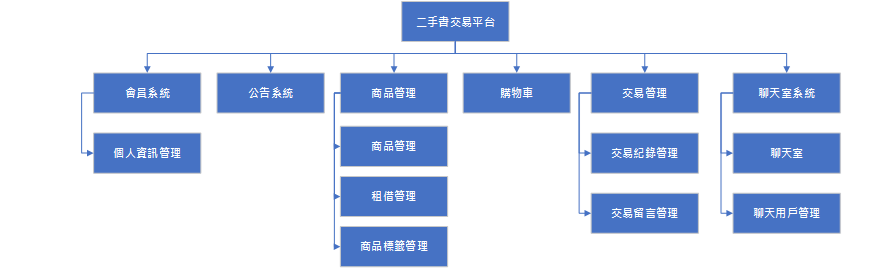 二手書交易平台
會員系統
公告系統
商品管理
購物車
交易管理
聊天室系統
個人資訊管理
商品管理
交易紀錄管理
聊天室
租借管理
交易留言管理
聊天用戶管理
商品標籤管理